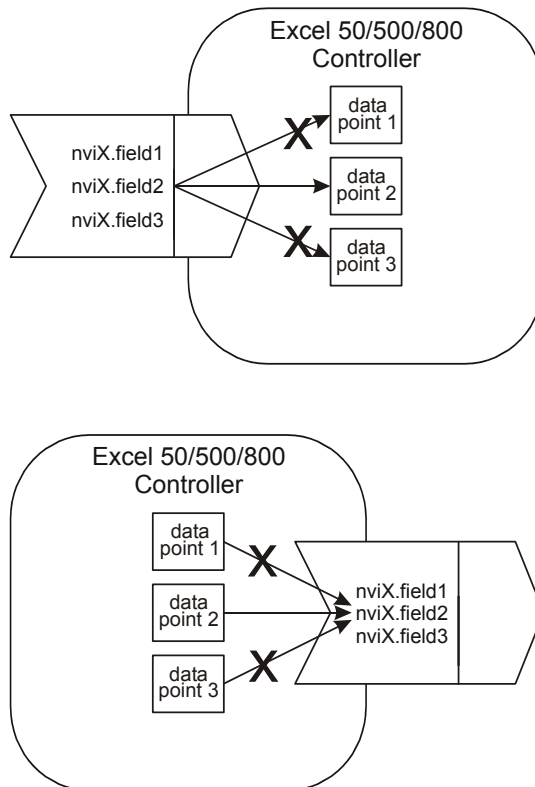 Excel 50/500/800
Controller
data
point 1
X
nviX.field1
nviX.field2
nviX.field3
data
point 2
X
data
point 3
Excel 50/500/800
Controller
data
point 1
X
data
point 2
nviX.field1
nviX.field2
nviX.field3
data
point 3
X